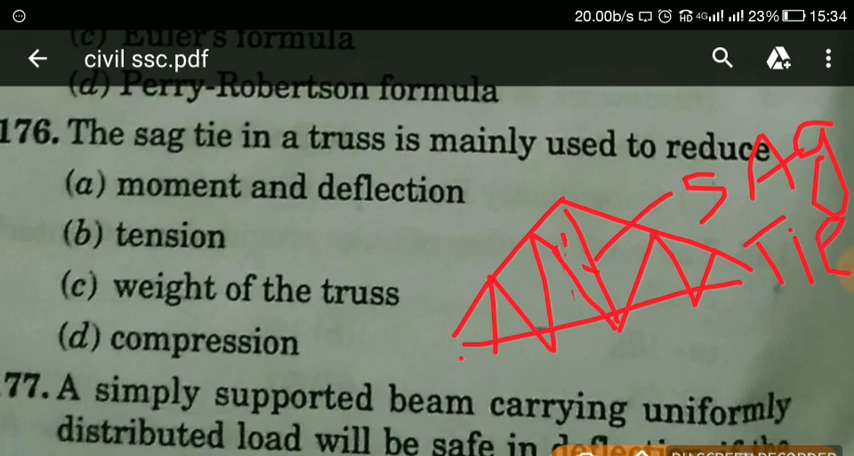 20.00b/s HD 4G 23% 15:34
civil ssc.pdf
(c) Euler's formula
(d) Perry-Robertson formula
176. The sag tie in a truss is mainly used to reduce
(a) moment and deflection
(b) tension
(c) weight of the truss
(d) compression
SAg
TiE
77. A simply supported beam carrying uniformly
distributed load will be safe in